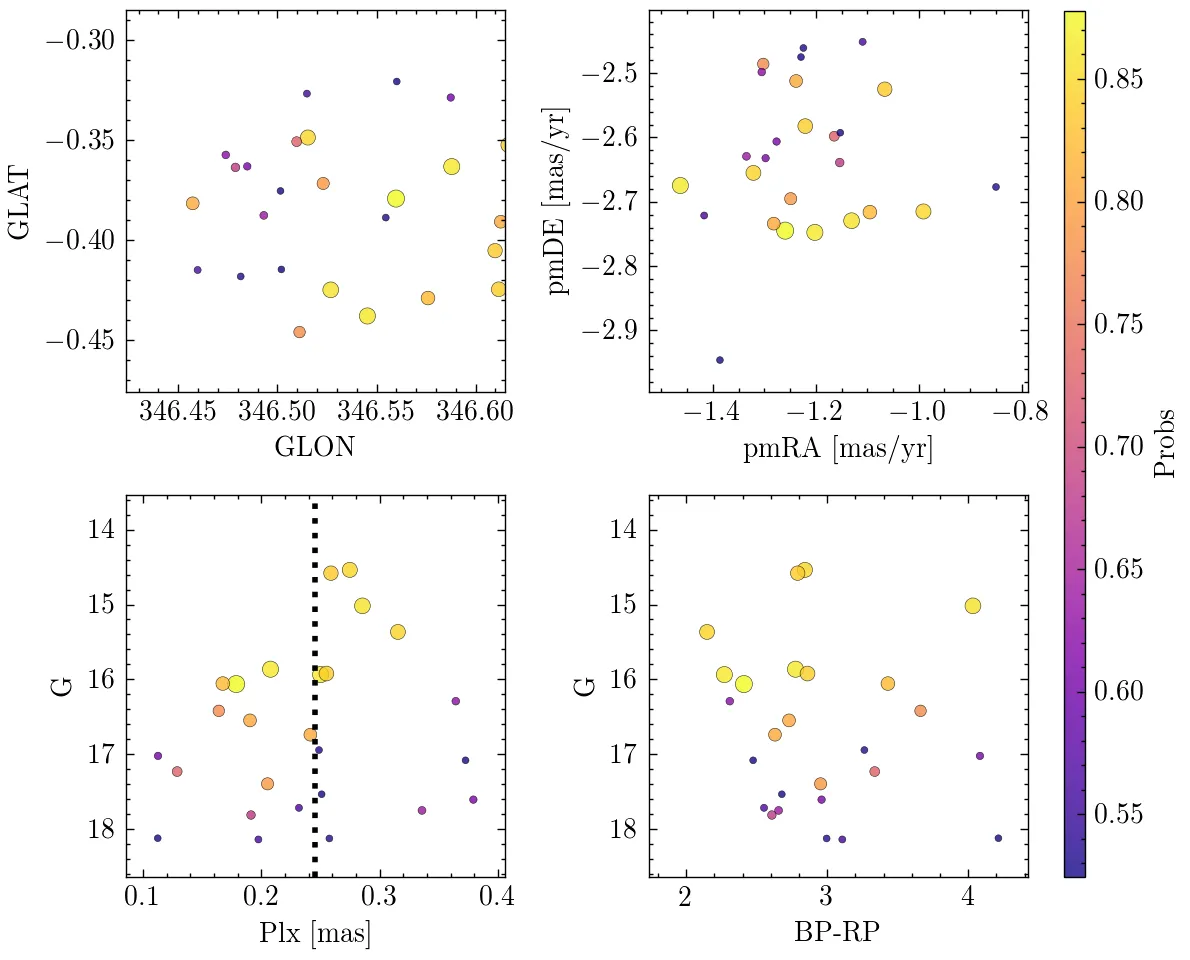 −0.30
−0.35
−0.40
−0.45
GLAT
346.45 346.50 346.55 346.60
GLON
−2.5
−2.6
−2.7
−2.8
−2.9
pmDE [mas/yr]
−1.4 −1.2 −1.0 −0.8
pmRA [mas/yr]
14
15
16
17
18
G
0.1 0.2 0.3 0.4
Plx [mas]
14
15
16
17
18
G
2 3 4
BP-RP
0.85
0.80
0.75
0.70
0.65
0.60
0.55
Probs